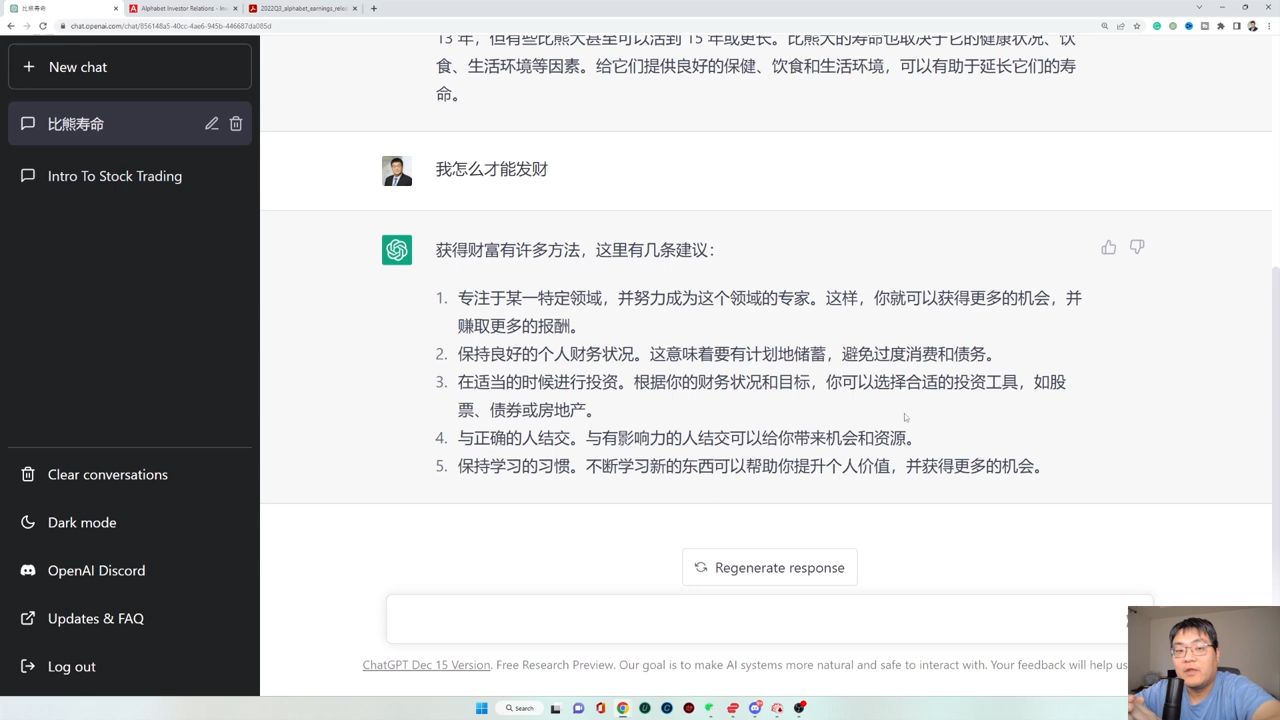 比熊寿命
Alphabet Investor Relations - Inv
2022Q3_alphabet_earnings_relea
chat.openai.com/chat/856148a5-40cc-4ae6-945b-446687da085d
New chat
比熊寿命
Intro To Stock Trading
13 年，但有些比熊犬甚至可以活到 15 年或更长。比熊犬的寿命也取决于它的健康状况、饮
食、生活环境等因素。给它们提供良好的保健、饮食和生活环境，可以有助于延长它们的寿
命。
我怎么才能发财
获得财富有许多方法，这里有几条建议：
1. 专注于某一特定领域，并努力成为这个领域的专家。这样，你就可以获得更多的机会，并
赚取更多的报酬。
2. 保持良好的个人财务状况。这意味着要有计划地储蓄，避免过度消费和债务。
3. 在适当的时候进行投资。根据你的财务状况和目标，你可以选择合适的投资工具，如股
票、债券或房地产。
4. 与正确的人结交。与有影响力的人结交可以给你带来机会和资源。
5. 保持学习的习惯。不断学习新的东西可以帮助你提升个人价值，并获得更多的机会。
Clear conversations
Dark mode
OpenAI Discord
Updates & FAQ
Log out
Regenerate response
ChatGPT Dec 15 Version. Free Research Preview. Our goal is to make AI systems more natural and safe to interact with. Your feedback will help us
Search